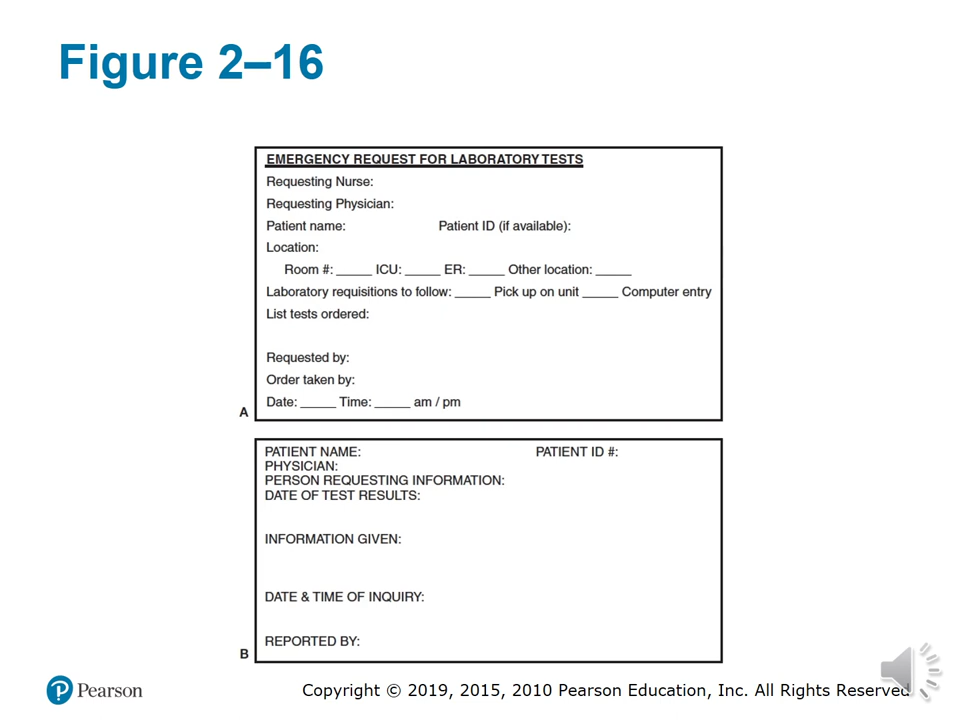 Figure 2–16
EMERGENCY REQUEST FOR LABORATORY TESTS
Requesting Nurse:
Requesting Physician:
Patient name: Patient ID (if available):
Location:
Room #: _____ ICU: _____ ER: _____ Other location: _____
Laboratory requisitions to follow: _____ Pick up on unit _____ Computer entry
List tests ordered:
Requested by:
Order taken by:
Date: _____ Time: _____ am / pm
A
PATIENT NAME: PATIENT ID #:
PHYSICIAN:
PERSON REQUESTING INFORMATION:
DATE OF TEST RESULTS:
INFORMATION GIVEN:
DATE & TIME OF INQUIRY:
REPORTED BY:
B
P Pearson
Copyright © 2019, 2015, 2010 Pearson Education, Inc. All Rights Reserved